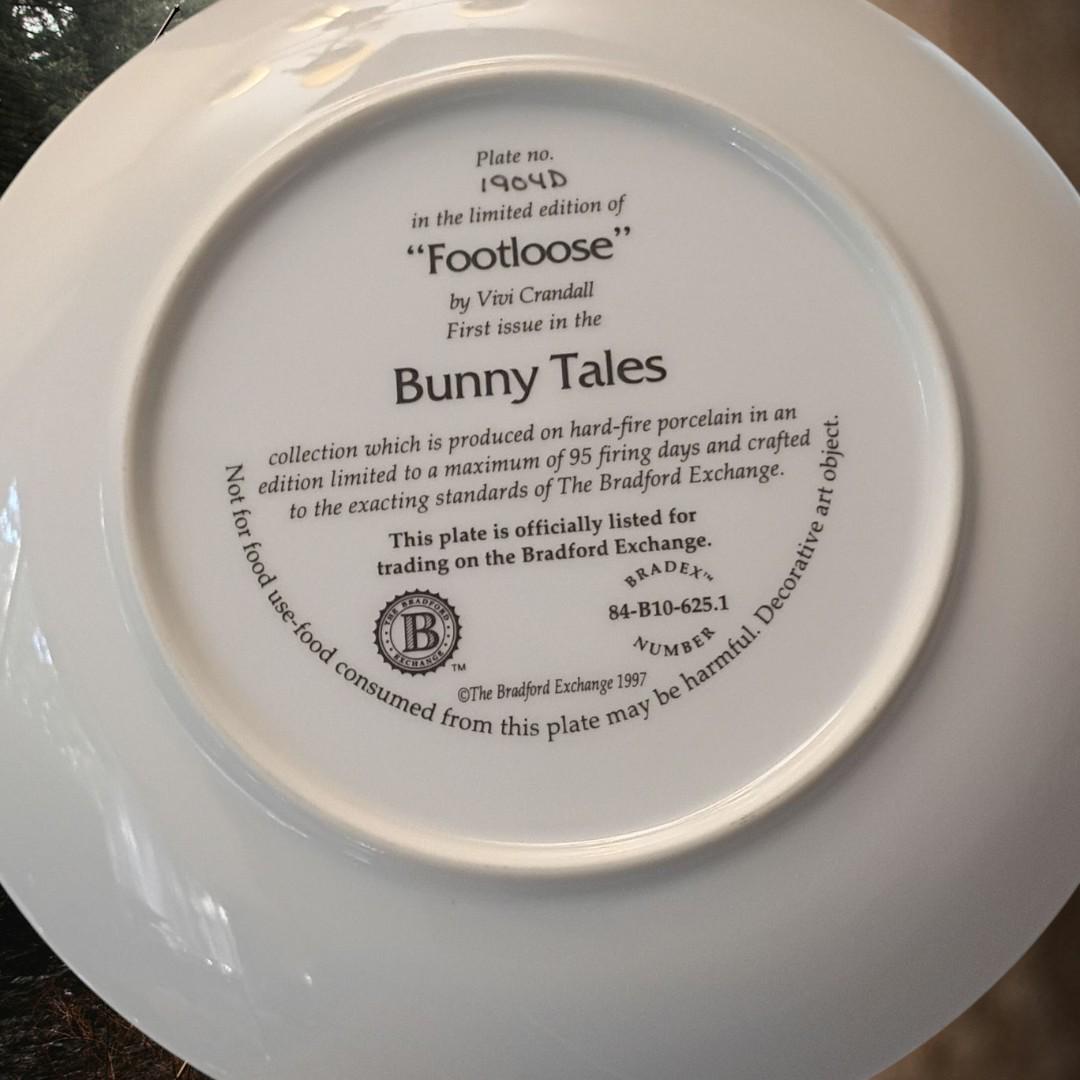 Plate no.
1904D
in the limited edition of
“Footloose”
by Vivi Crandall
First issue in the
Bunny Tales
collection which is produced on hard-fire porcelain in an
edition limited to a maximum of 95 firing days and crafted
to the exacting standards of The Bradford Exchange.
This plate is officially listed for
trading on the Bradford Exchange.
THE BRADFORD
B
EXCHANGE
TM
BRADEX™
84-B10-625.1
NUMBER
©The Bradford Exchange 1997
Not for food use-food consumed from this plate may be harmful. Decorative art object.